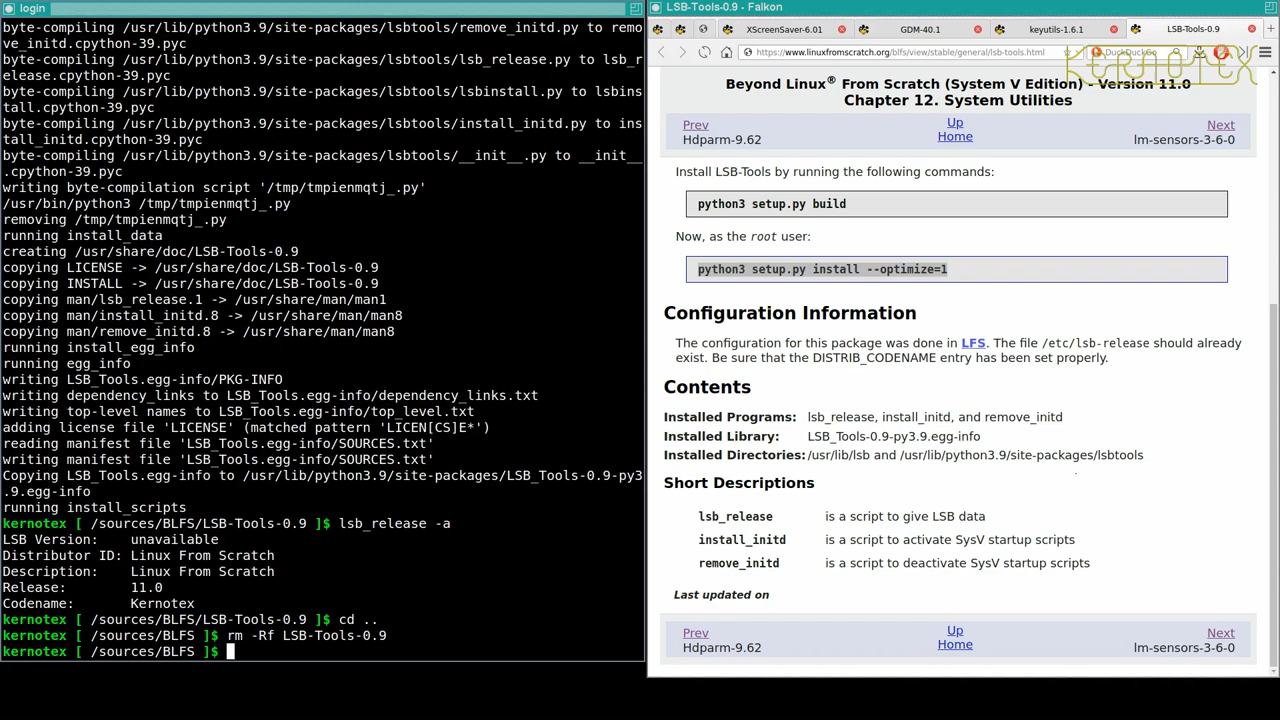 login
byte-compiling /usr/lib/python3.9/site-packages/lsbtools/remove_initd.py to remo
ve_initd.cpython-39.pyc
byte-compiling /usr/lib/python3.9/site-packages/lsbtools/lsb_release.py to lsb_r
elease.cpython-39.pyc
byte-compiling /usr/lib/python3.9/site-packages/lsbtools/lsbinstall.py to lsbins
tall.cpython-39.pyc
byte-compiling /usr/lib/python3.9/site-packages/lsbtools/install_initd.py to ins
tall_initd.cpython-39.pyc
byte-compiling /usr/lib/python3.9/site-packages/lsbtools/__init__.py to __init__
.cpython-39.pyc
writing byte-compilation script '/tmp/tmpienmqtj_.py'
/usr/bin/python3 /tmp/tmpienmqtj_.py
removing /tmp/tmpienmqtj_.py
running install_data
creating /usr/share/doc/LSB-Tools-0.9
copying LICENSE -> /usr/share/doc/LSB-Tools-0.9
copying INSTALL -> /usr/share/doc/LSB-Tools-0.9
copying man/lsb_release.1 -> /usr/share/man/man1
copying man/install_initd.8 -> /usr/share/man/man8
copying man/remove_initd.8 -> /usr/share/man/man8
running install_egg_info
running egg_info
writing LSB_Tools.egg-info/PKG-INFO
writing dependency_links to LSB_Tools.egg-info/dependency_links.txt
writing top-level names to LSB_Tools.egg-info/top_level.txt
adding license file 'LICENSE' (matched pattern 'LICEN[CS]E*')
reading manifest file 'LSB_Tools.egg-info/SOURCES.txt'
writing manifest file 'LSB_Tools.egg-info/SOURCES.txt'
Copying LSB_Tools.egg-info to /usr/lib/python3.9/site-packages/LSB_Tools-0.9-py3
.9.egg-info
running install_scripts
kernotex [ /sources/BLFS/LSB-Tools-0.9 ]$ lsb_release -a
LSB Version: unavailable
Distributor ID: Linux From Scratch
Description: Linux From Scratch
Release: 11.0
Codename: Kernotex
kernotex [ /sources/BLFS/LSB-Tools-0.9 ]$ cd ..
kernotex [ /sources/BLFS ]$ rm -Rf LSB-Tools-0.9
kernotex [ /sources/BLFS ]$
LSB-Tools-0.9 - Falkon
XScreenSaver-6.01 GDM-40.1 keyutils-1.6.1 LSB-Tools-0.9
https://www.linuxfromscratch.org/blfs/view/stable/general/lsb-tools.html DuckDuckGo
KERNOTEX
Beyond Linux® From Scratch (System V Edition) - Version 11.0
Chapter 12. System Utilities
Prev Up Next
Hdparm-9.62 Home lm-sensors-3-6-0
Install LSB-Tools by running the following commands:
python3 setup.py build
Now, as the root user:
python3 setup.py install --optimize=1
Configuration Information
The configuration for this package was done in LFS. The file /etc/lsb-release should already
exist. Be sure that the DISTRIB_CODENAME entry has been set properly.
Contents
Installed Programs: lsb_release, install_initd, and remove_initd
Installed Library: LSB_Tools-0.9-py3.9.egg-info
Installed Directories: /usr/lib/lsb and /usr/lib/python3.9/site-packages/lsbtools
Short Descriptions
lsb_release is a script to give LSB data
install_initd is a script to activate SysV startup scripts
remove_initd is a script to deactivate SysV startup scripts
Last updated on
Prev Up Next
Hdparm-9.62 Home lm-sensors-3-6-0